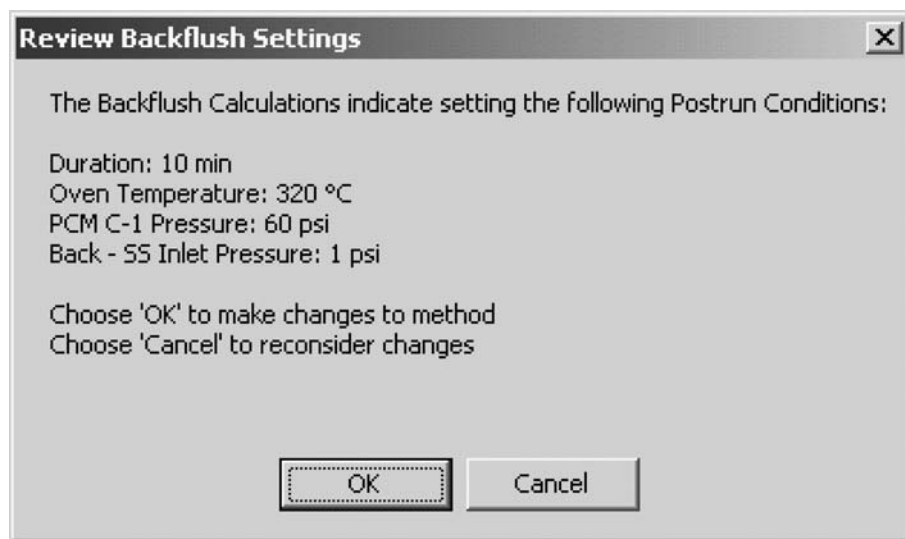 Review Backflush Settings
The Backflush Calculations indicate setting the following Postrun Conditions:
Duration: 10 min
Oven Temperature: 320 °C
PCM C-1 Pressure: 60 psi
Back - SS Inlet Pressure: 1 psi
Choose 'OK' to make changes to method
Choose 'Cancel' to reconsider changes
OK
Cancel